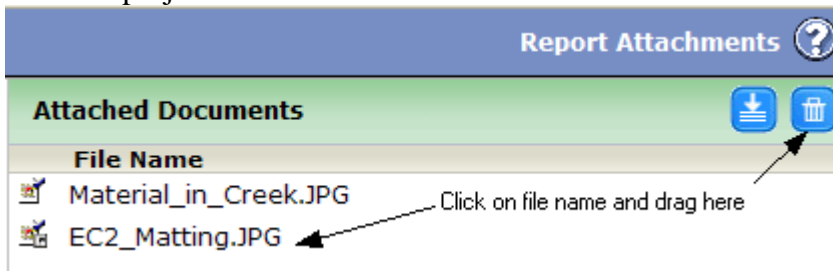 Report Attachments ?
Attached Documents
File Name
Material_in_Creek.JPG
Click on file name and drag here
EC2_Matting.JPG